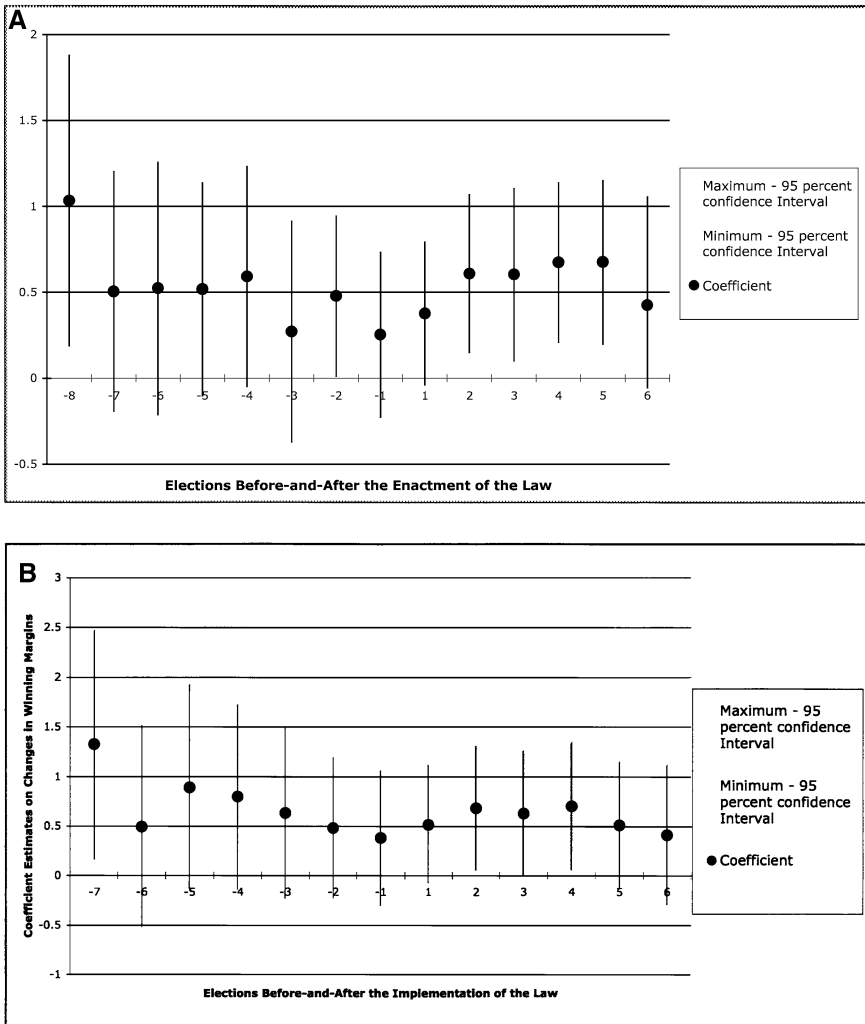 A
2
1.5
1
0.5
0
-0.5
-8 -7 -6 -5 -4 -3 -2 -1 1 2 3 4 5 6
Elections Before-and-After the Enactment of the Law
Maximum - 95 percent
confidence Interval
Minimum - 95 percent
confidence Interval
Coefficient
B
Coefficient Estimates on Changes in Winning Margins
3
2.5
2
1.5
1
0.5
0
-0.5
-1
-7 -6 -5 -4 -3 -2 -1 1 2 3 4 5 6
Elections Before-and-After the Implementation of the Law
Maximum - 95
percent confidence
Interval
Minimum - 95
percent confidence
Interval
Coefficient